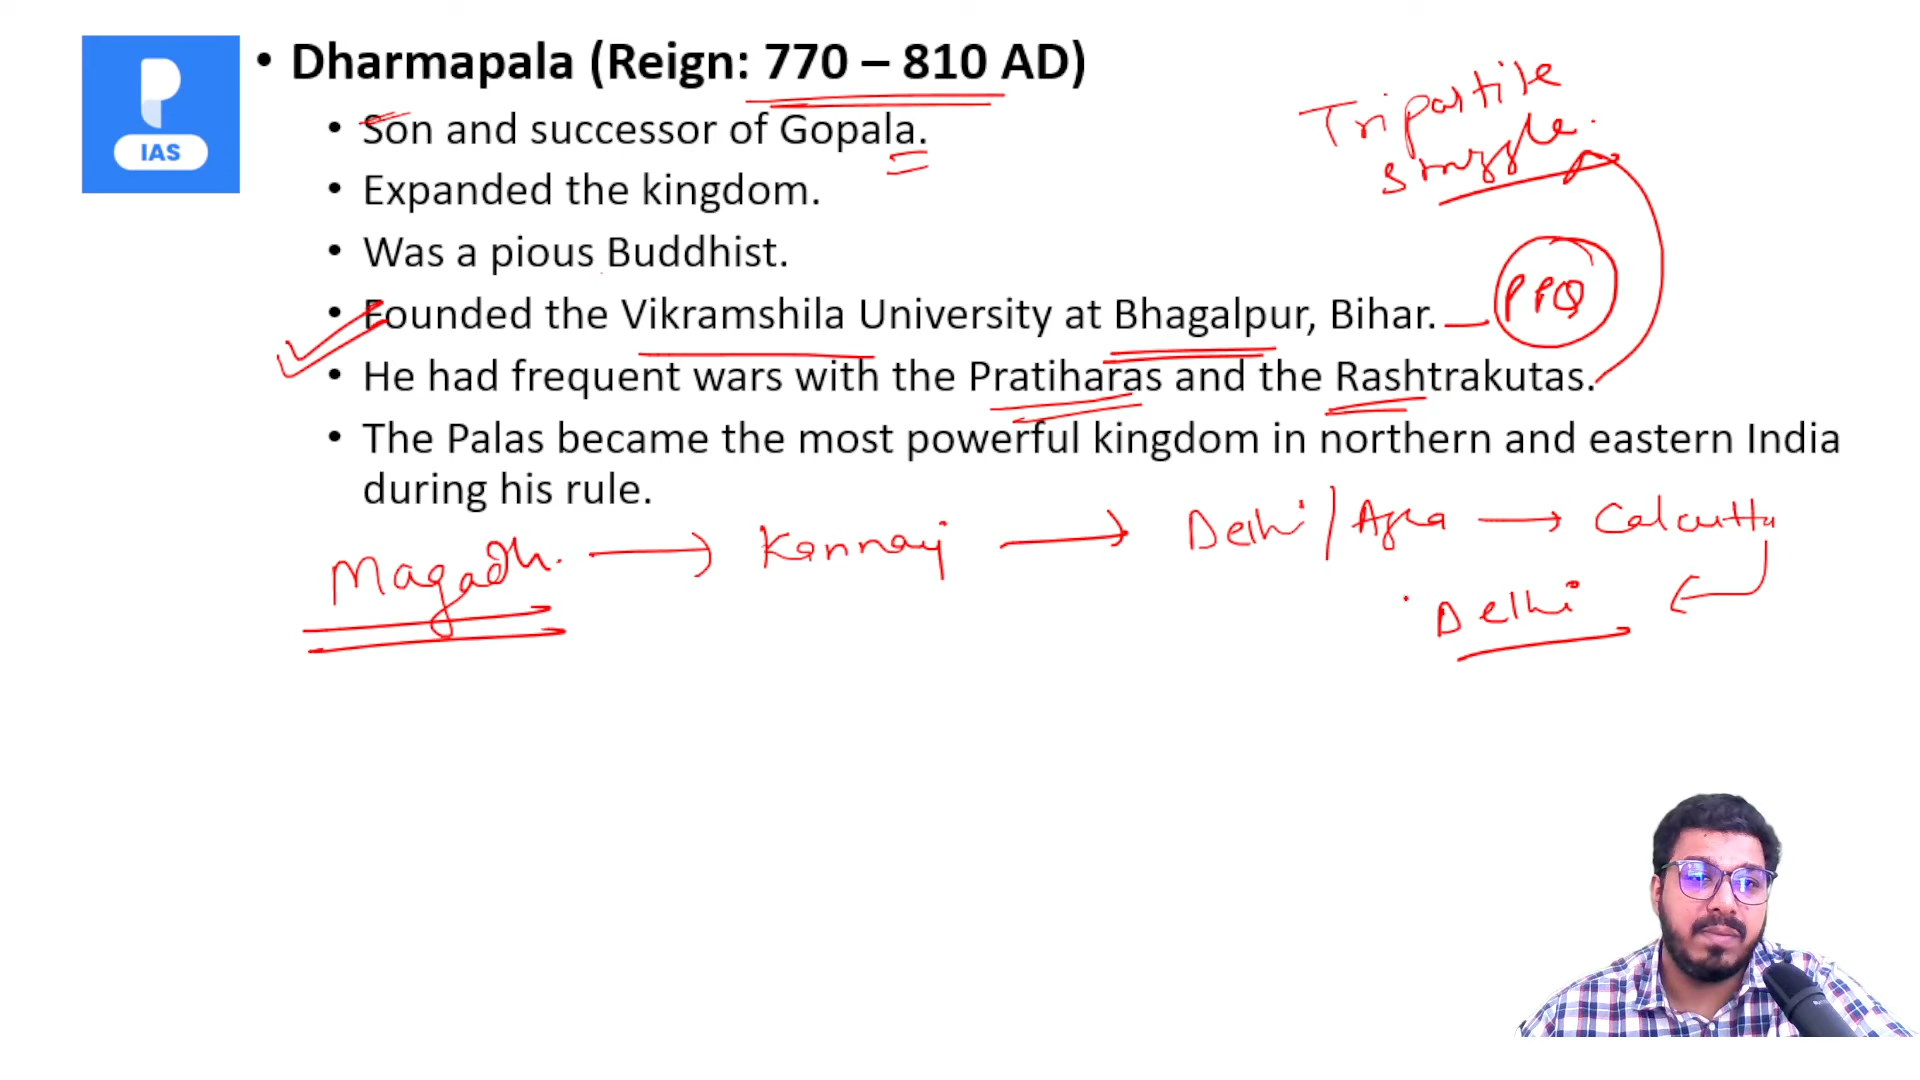 IAS
• Dharmapala (Reign: 770 – 810 AD)
• Son and successor of Gopala.
• Expanded the kingdom.
• Was a pious Buddhist.
• Founded the Vikramshila University at Bhagalpur, Bihar.
• He had frequent wars with the Pratiharas and the Rashtrakutas.
• The Palas became the most powerful kingdom in northern and eastern India
during his rule.
Tripartite
struggle.
PPQ
Magadh. → Kannauj → Delhi / Agra → Calcutta
Delhi